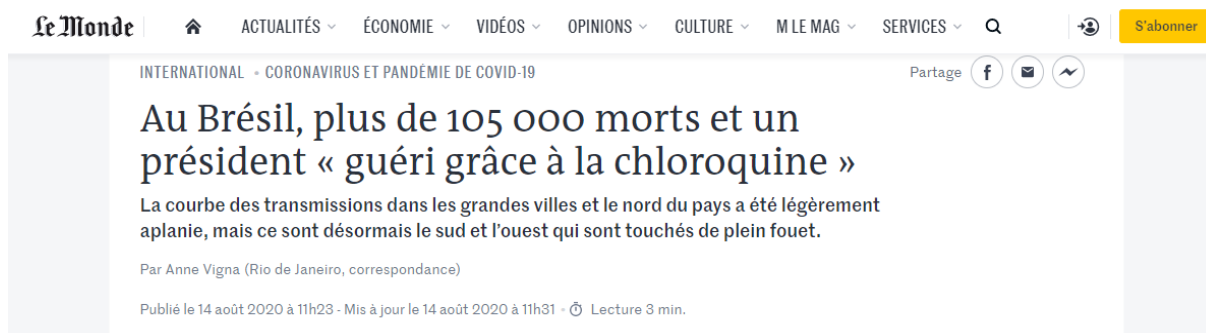 Le Monde ACTUALITÉS ÉCONOMIE VIDÉOS OPINIONS CULTURE M LE MAG SERVICES S'abonner
INTERNATIONAL • CORONAVIRUS ET PANDÉMIE DE COVID-19 Partage
Au Brésil, plus de 105 000 morts et un
président « guéri grâce à la chloroquine »
La courbe des transmissions dans les grandes villes et le nord du pays a été légèrement
aplanie, mais ce sont désormais le sud et l'ouest qui sont touchés de plein fouet.
Par Anne Vigna (Rio de Janeiro, correspondance)
Publié le 14 août 2020 à 11h23 - Mis à jour le 14 août 2020 à 11h31 • Lecture 3 min.